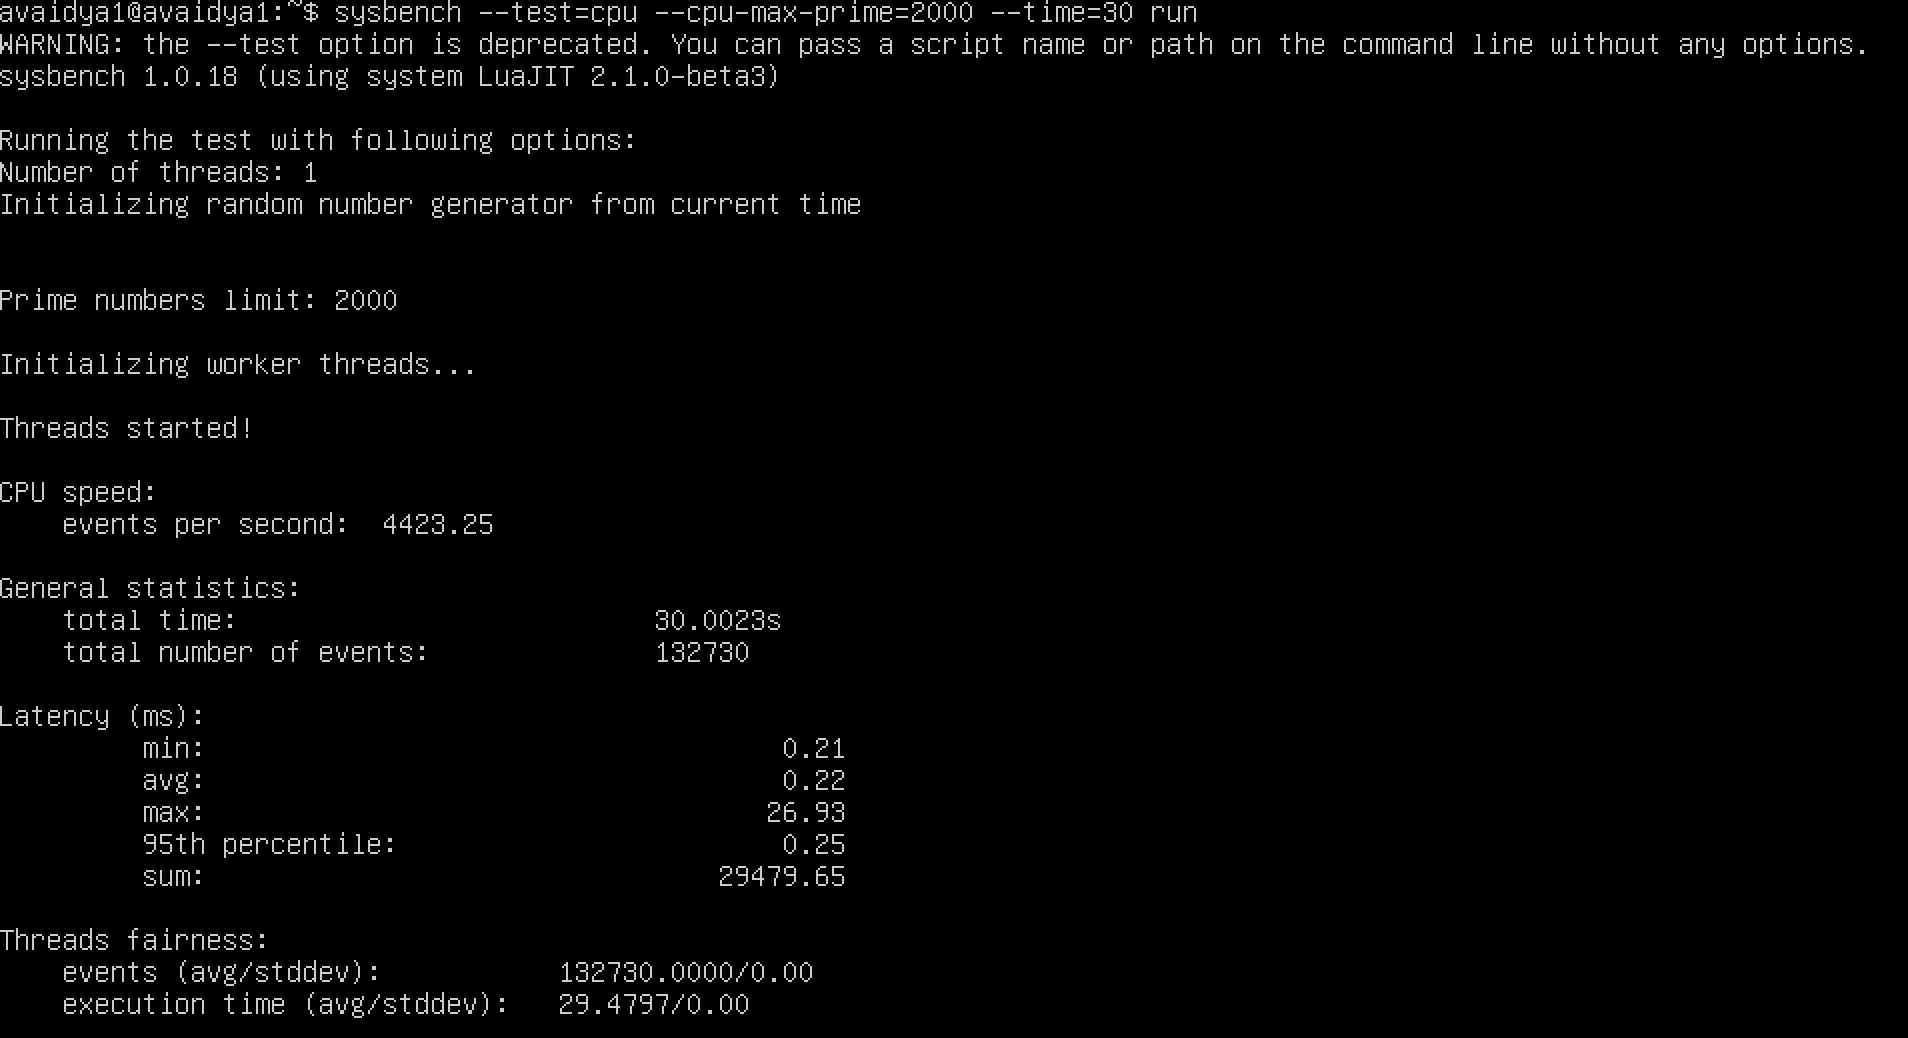 avaidya1@avaidya1:~$ sysbench --test=cpu --cpu-max-prime=2000 --time=30 run
WARNING: the --test option is deprecated. You can pass a script name or path on the command line without any options.
sysbench 1.0.18 (using system LuaJIT 2.1.0-beta3)
Running the test with following options:
Number of threads: 1
Initializing random number generator from current time
Prime numbers limit: 2000
Initializing worker threads...
Threads started!
CPU speed:
events per second: 4423.25
General statistics:
total time: 30.0023s
total number of events: 132730
Latency (ms):
min: 0.21
avg: 0.22
max: 26.93
95th percentile: 0.25
sum: 29479.65
Threads fairness:
events (avg/stddev): 132730.0000/0.00
execution time (avg/stddev): 29.4797/0.00